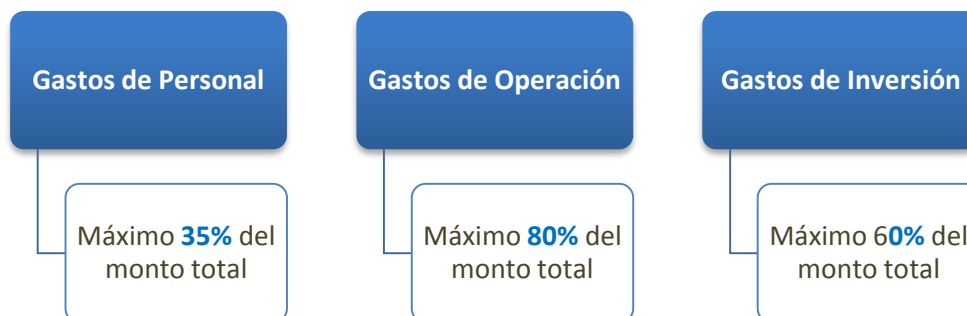 Gastos de Personal
Máximo 35% del
monto total
Gastos de Operación
Máximo 80% del
monto total
Gastos de Inversión
Máximo 60% del
monto total